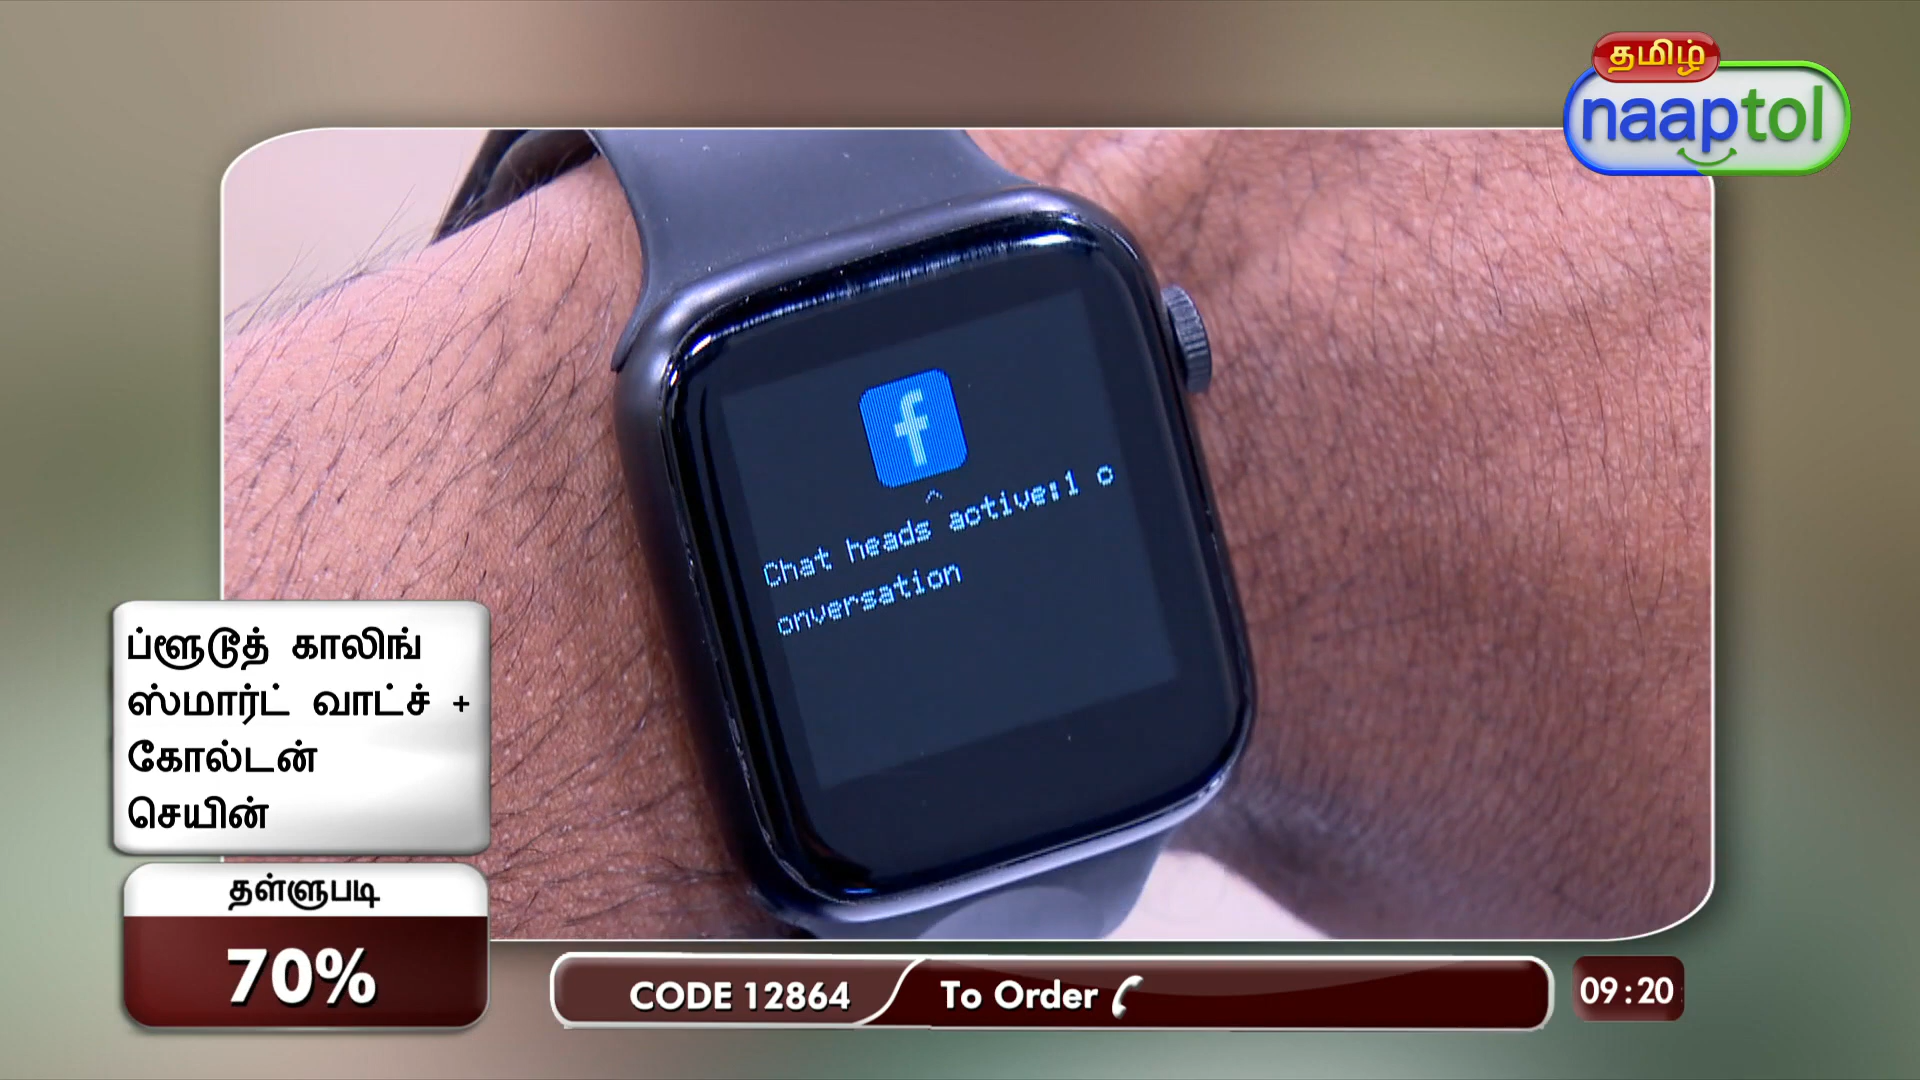 தமிழ்
naaptol
f
Chat heads active:1 c
onversation
ப்ளூடூத் காலிங்
ஸ்மார்ட் வாட்ச் +
கோல்டன்
செயின்
தள்ளுபடி
70%
CODE 12864 To Order
09:20